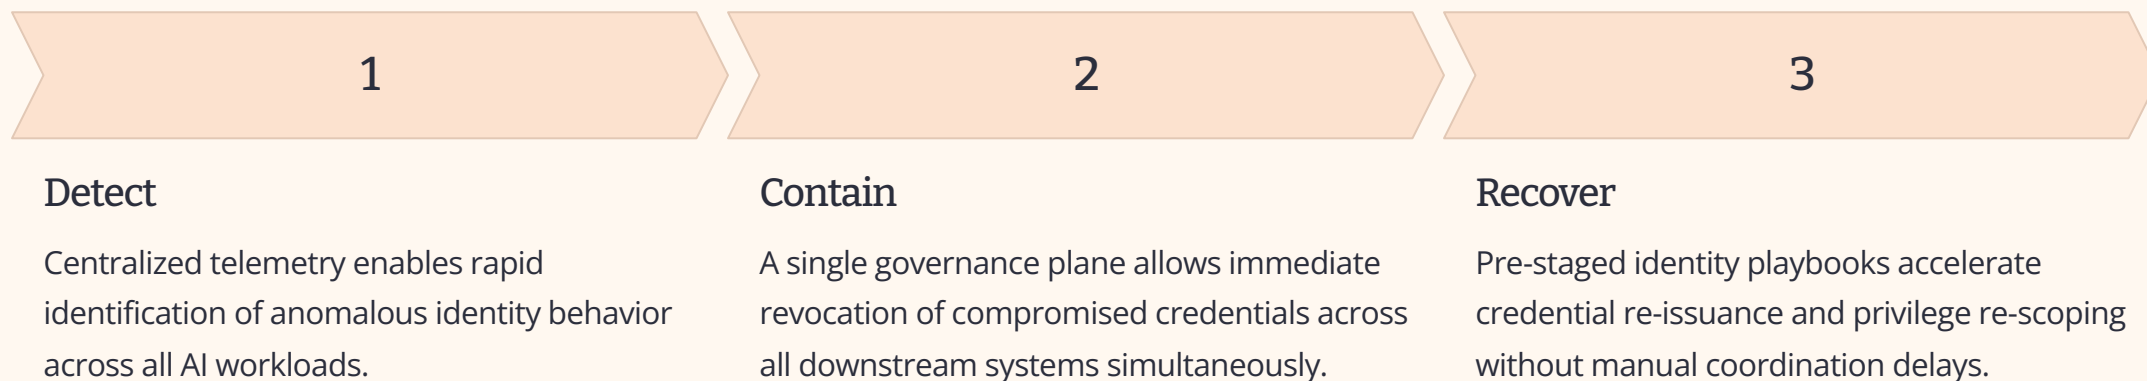 1
2
3
Detect
Centralized telemetry enables rapid
identification of anomalous identity behavior
across all AI workloads.
Contain
A single governance plane allows immediate
revocation of compromised credentials across
all downstream systems simultaneously.
Recover
Pre-staged identity playbooks accelerate
credential re-issuance and privilege re-scoping
without manual coordination delays.